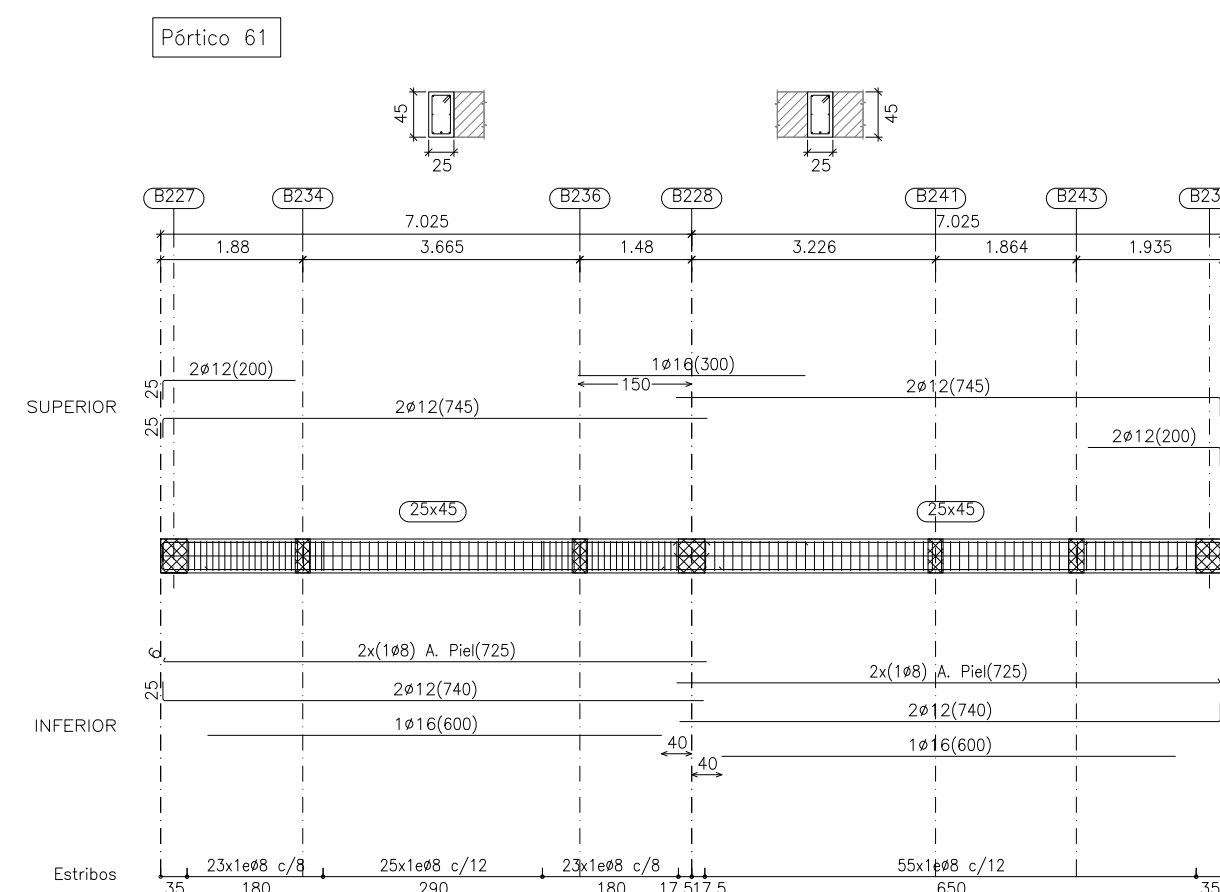 Pórtico 61
45
25
45
25
B227
B234
B236
B228
B241
B243
B23
7.025
7.025
1.88
3.665
1.48
3.226
1.864
1.935
25
2ø12(200)
1ø16(300)
150
2ø12(745)
SUPERIOR
25
2ø12(745)
2ø12(200)
25x45
25x45
6
2x(1ø8) A. Piel(725)
2x(1ø8) A. Piel(725)
25
2ø12(740)
2ø12(740)
INFERIOR
1ø16(600)
40
1ø16(600)
40
Estribos
23x1eø8 c/8
25x1eø8 c/12
23x1eø8 c/8
55x1eø8 c/12
35
180
290
180
17.5
17.5
650
35